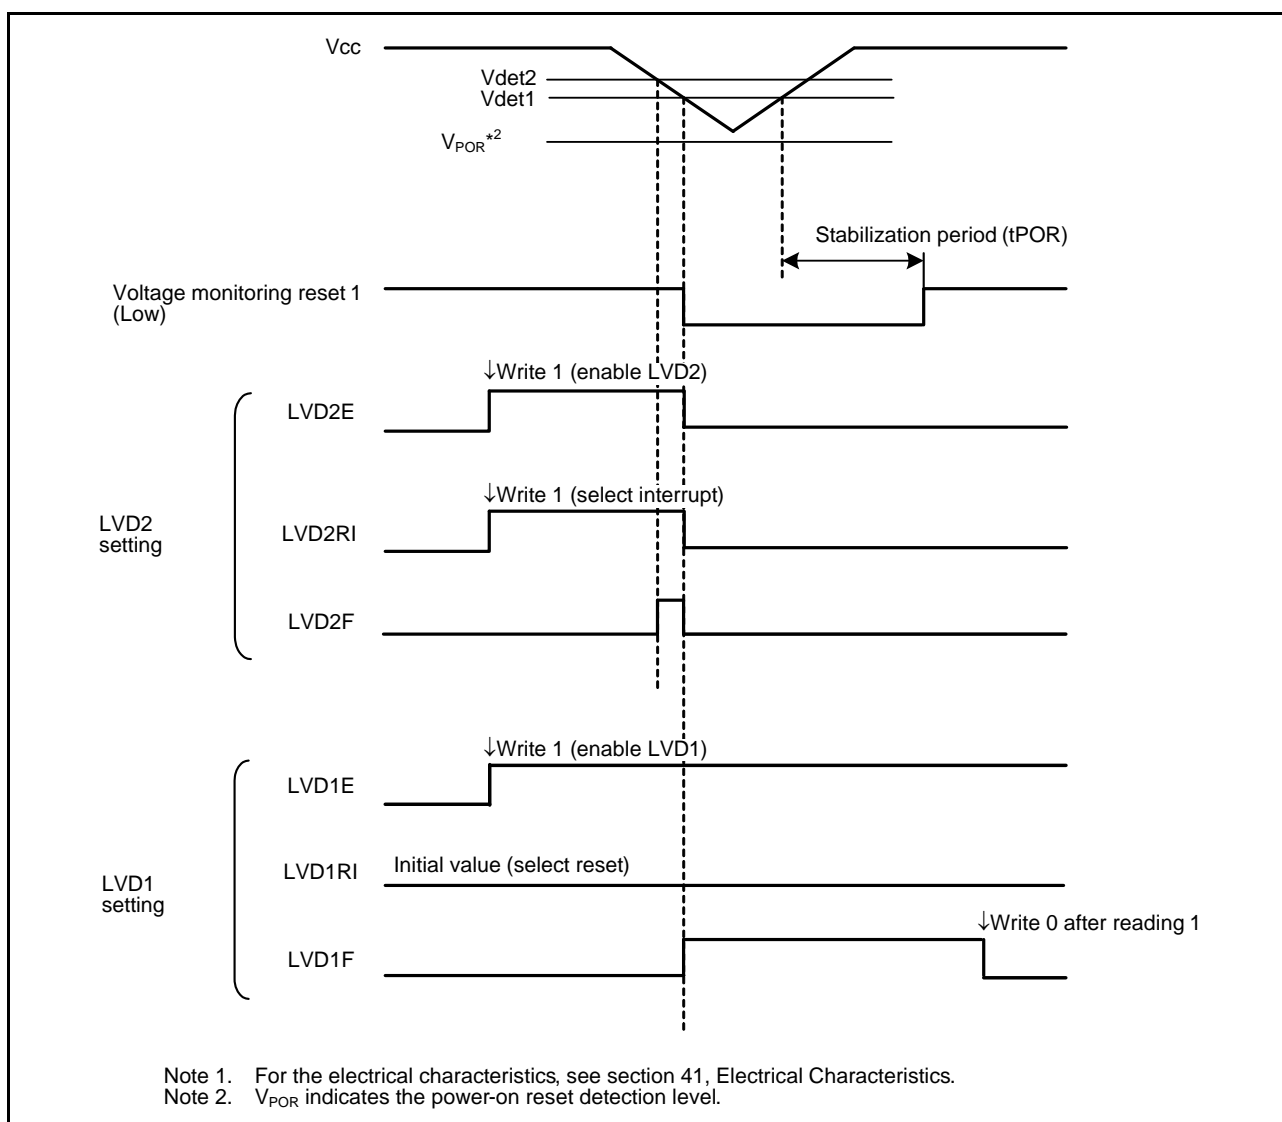 Vcc
Vdet2
Vdet1
VPOR*2
Stabilization period (tPOR)
Voltage monitoring reset 1
(Low)
↓Write 1 (enable LVD2)
LVD2E
↓Write 1 (select interrupt)
LVD2
setting
LVD2RI
LVD2F
↓Write 1 (enable LVD1)
LVD1E
Initial value (select reset)
LVD1RI
LVD1
setting
↓Write 0 after reading 1
LVD1F
Note 1. For the electrical characteristics, see section 41, Electrical Characteristics.
Note 2. VPOR indicates the power-on reset detection level.